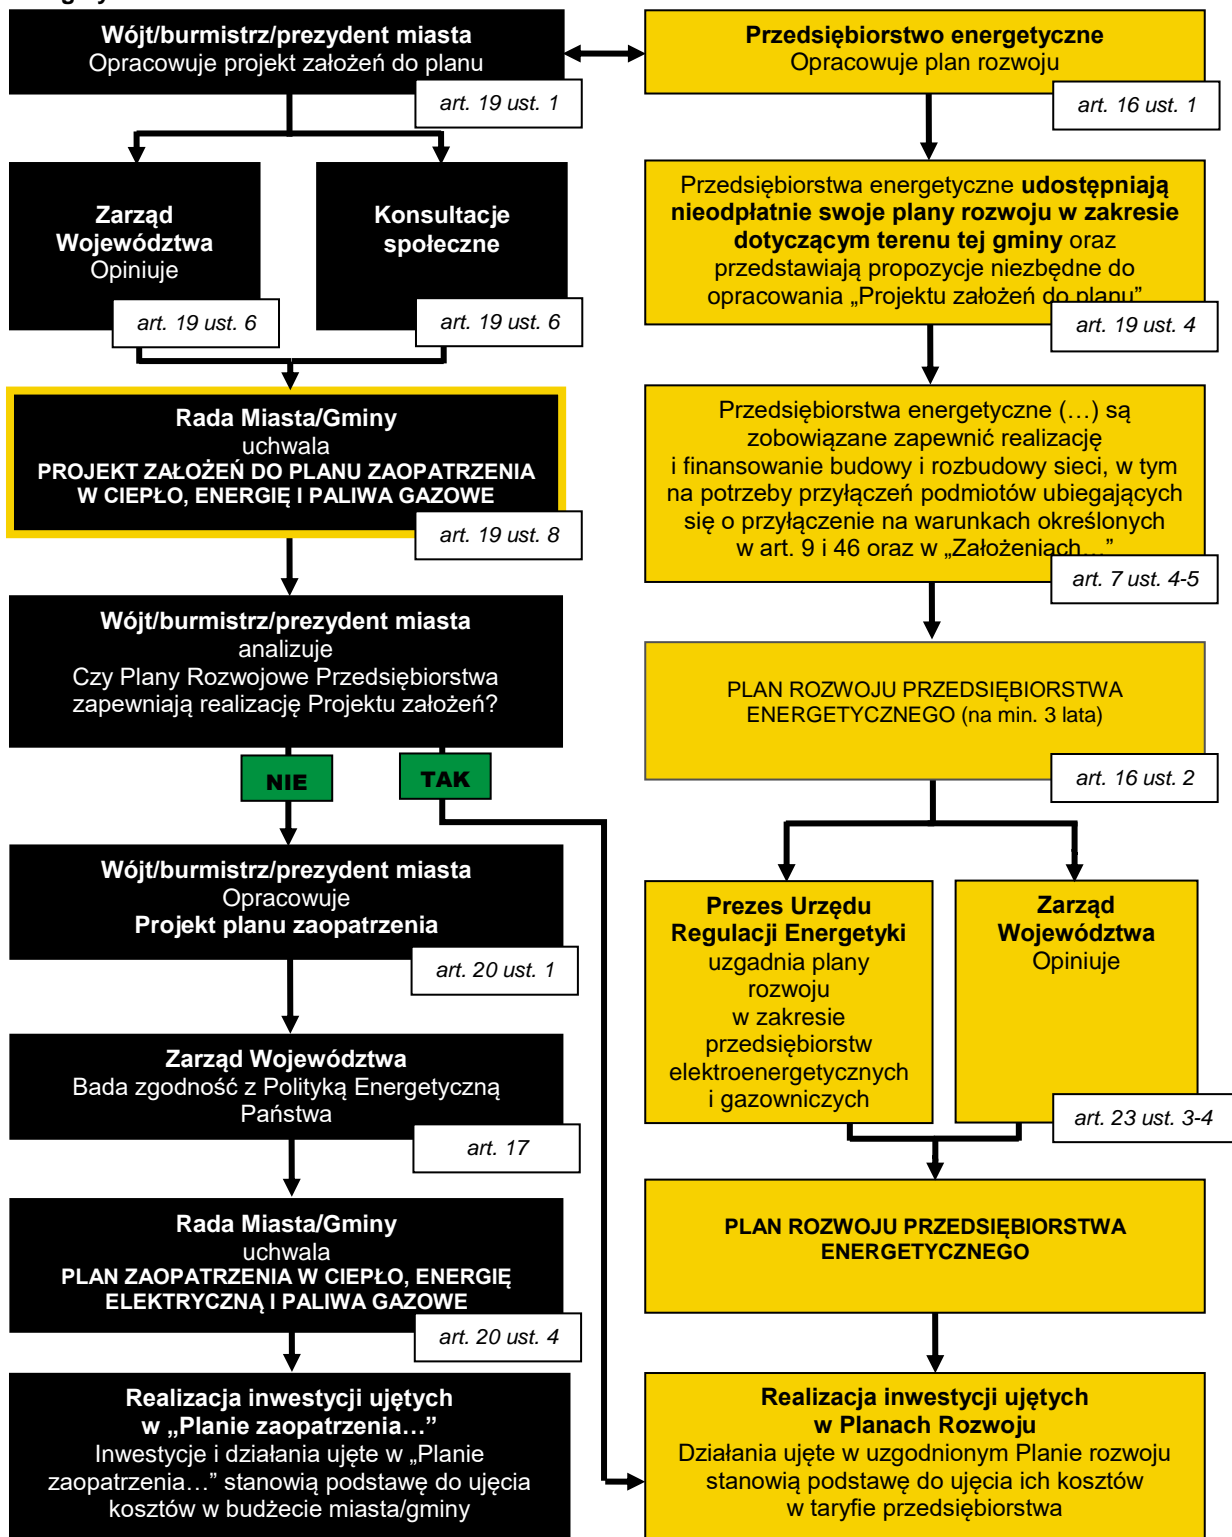 Wójt/burmistrz/prezydent miasta
Opracowuje projekt założeń do planu
art. 19 ust. 1
Zarząd
Województwa
Opiniuje
art. 19 ust. 6
Konsultacje
społeczne
art. 19 ust. 6
Rada Miasta/Gminy
uchwala
PROJEKT ZAŁOŻEŃ DO PLANU ZAOPATRZENIA
W CIEPŁO, ENERGIĘ I PALIWA GAZOWE
art. 19 ust. 8
Wójt/burmistrz/prezydent miasta
analizuje
Czy Plany Rozwojowe Przedsiębiorstwa
zapewniają realizację Projektu założeń?
NIE
TAK
Wójt/burmistrz/prezydent miasta
Opracowuje
Projekt planu zaopatrzenia
art. 20 ust. 1
Zarząd Województwa
Bada zgodność z Polityką Energetyczną
Państwa
art. 17
Rada Miasta/Gminy
uchwala
PLAN ZAOPATRZENIA W CIEPŁO, ENERGIĘ
ELEKTRYCZNĄ I PALIWA GAZOWE
art. 20 ust. 4
Realizacja inwestycji ujętych
w „Planie zaopatrzenia…”
Inwestycje i działania ujęte w „Planie
zaopatrzenia…” stanowią podstawę do ujęcia
kosztów w budżecie miasta/gminy
Przedsiębiorstwo energetyczne
Opracowuje plan rozwoju
art. 16 ust. 1
Przedsiębiorstwa energetyczne udostępniają
nieodpłatnie swoje plany rozwoju w zakresie
dotyczącym terenu tej gminy oraz
przedstawiają propozycje niezbędne do
opracowania „Projektu założeń do planu”
art. 19 ust. 4
Przedsiębiorstwa energetyczne (…) są
zobowiązane zapewnić realizację
i finansowanie budowy i rozbudowy sieci, w tym
na potrzeby przyłączeń podmiotów ubiegających
się o przyłączenie na warunkach określonych
w art. 9 i 46 oraz w „Założeniach…”
art. 7 ust. 4-5
PLAN ROZWOJU PRZEDSIĘBIORSTWA
ENERGETYCZNEGO (na min. 3 lata)
art. 16 ust. 2
Prezes Urzędu
Regulacji Energetyki
uzgadnia plany
rozwoju
w zakresie
przedsiębiorstw
elektroenergetycznych
i gazowniczych
Zarząd
Województwa
Opiniuje
art. 23 ust. 3-4
PLAN ROZWOJU PRZEDSIĘBIORSTWA
ENERGETYCZNEGO
Realizacja inwestycji ujętych
w Planach Rozwoju
Działania ujęte w uzgodnionym Planie rozwoju
stanowią podstawę do ujęcia ich kosztów
w taryfie przedsiębiorstwa